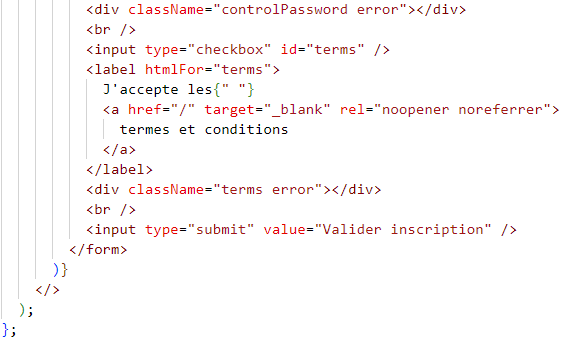 <div className="controlPassword error"></div>
<br />
<input type="checkbox" id="terms" />
<label htmlFor="terms">
J'accepte les{" "}
<a href="/" target="_blank" rel="noopener noreferrer">
termes et conditions
</a>
</label>
<div className="terms error"></div>
<br />
<input type="submit" value="Valider inscription" />
</form>
)}
</>
);
};